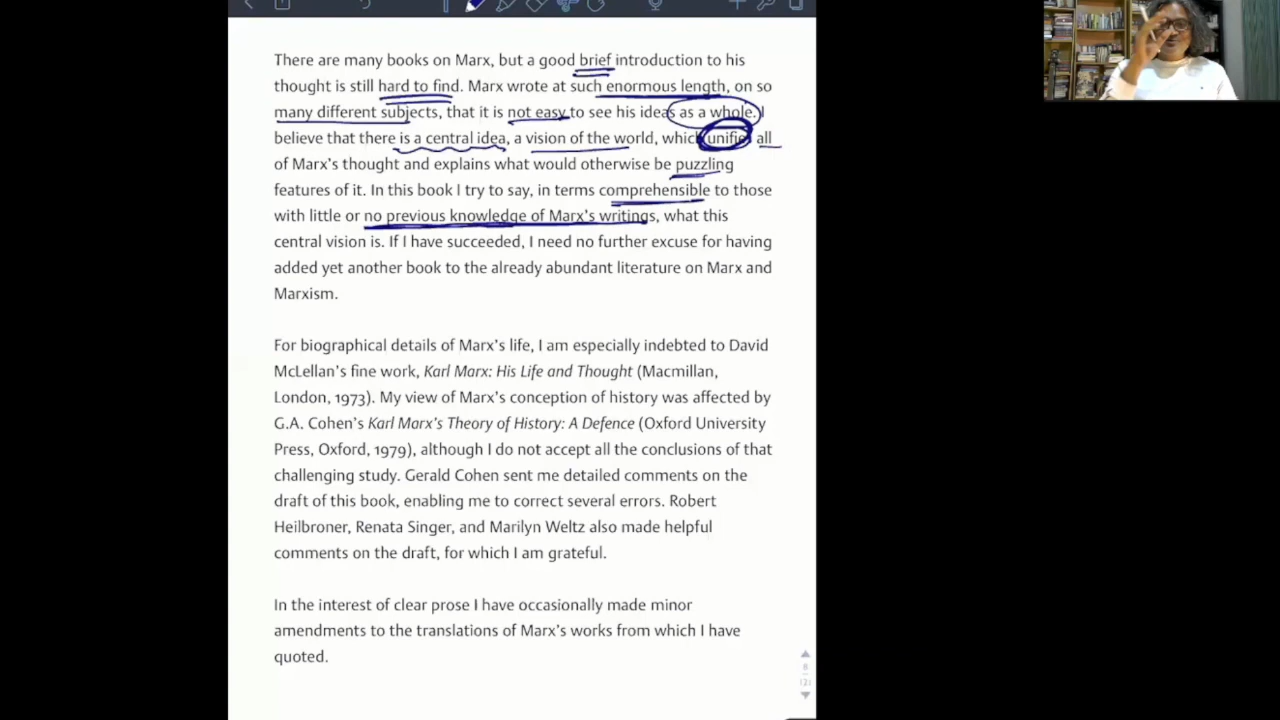 There are many books on Marx, but a good brief introduction to his
thought is still hard to find. Marx wrote at such enormous length, on so
many different subjects, that it is not easy to see his ideas as a whole. I
believe that there is a central idea, a vision of the world, which unifies all
of Marx's thought and explains what would otherwise be puzzling
features of it. In this book I try to say, in terms comprehensible to those
with little or no previous knowledge of Marx's writings, what this
central vision is. If I have succeeded, I need no further excuse for having
added yet another book to the already abundant literature on Marx and
Marxism.
For biographical details of Marx's life, I am especially indebted to David
McLellan's fine work, Karl Marx: His Life and Thought (Macmillan,
London, 1973). My view of Marx's conception of history was affected by
G.A. Cohen's Karl Marx's Theory of History: A Defence (Oxford University
Press, Oxford, 1979), although I do not accept all the conclusions of that
challenging study. Gerald Cohen sent me detailed comments on the
draft of this book, enabling me to correct several errors. Robert
Heilbroner, Renata Singer, and Marilyn Weltz also made helpful
comments on the draft, for which I am grateful.
In the interest of clear prose I have occasionally made minor
amendments to the translations of Marx's works from which I have
quoted.